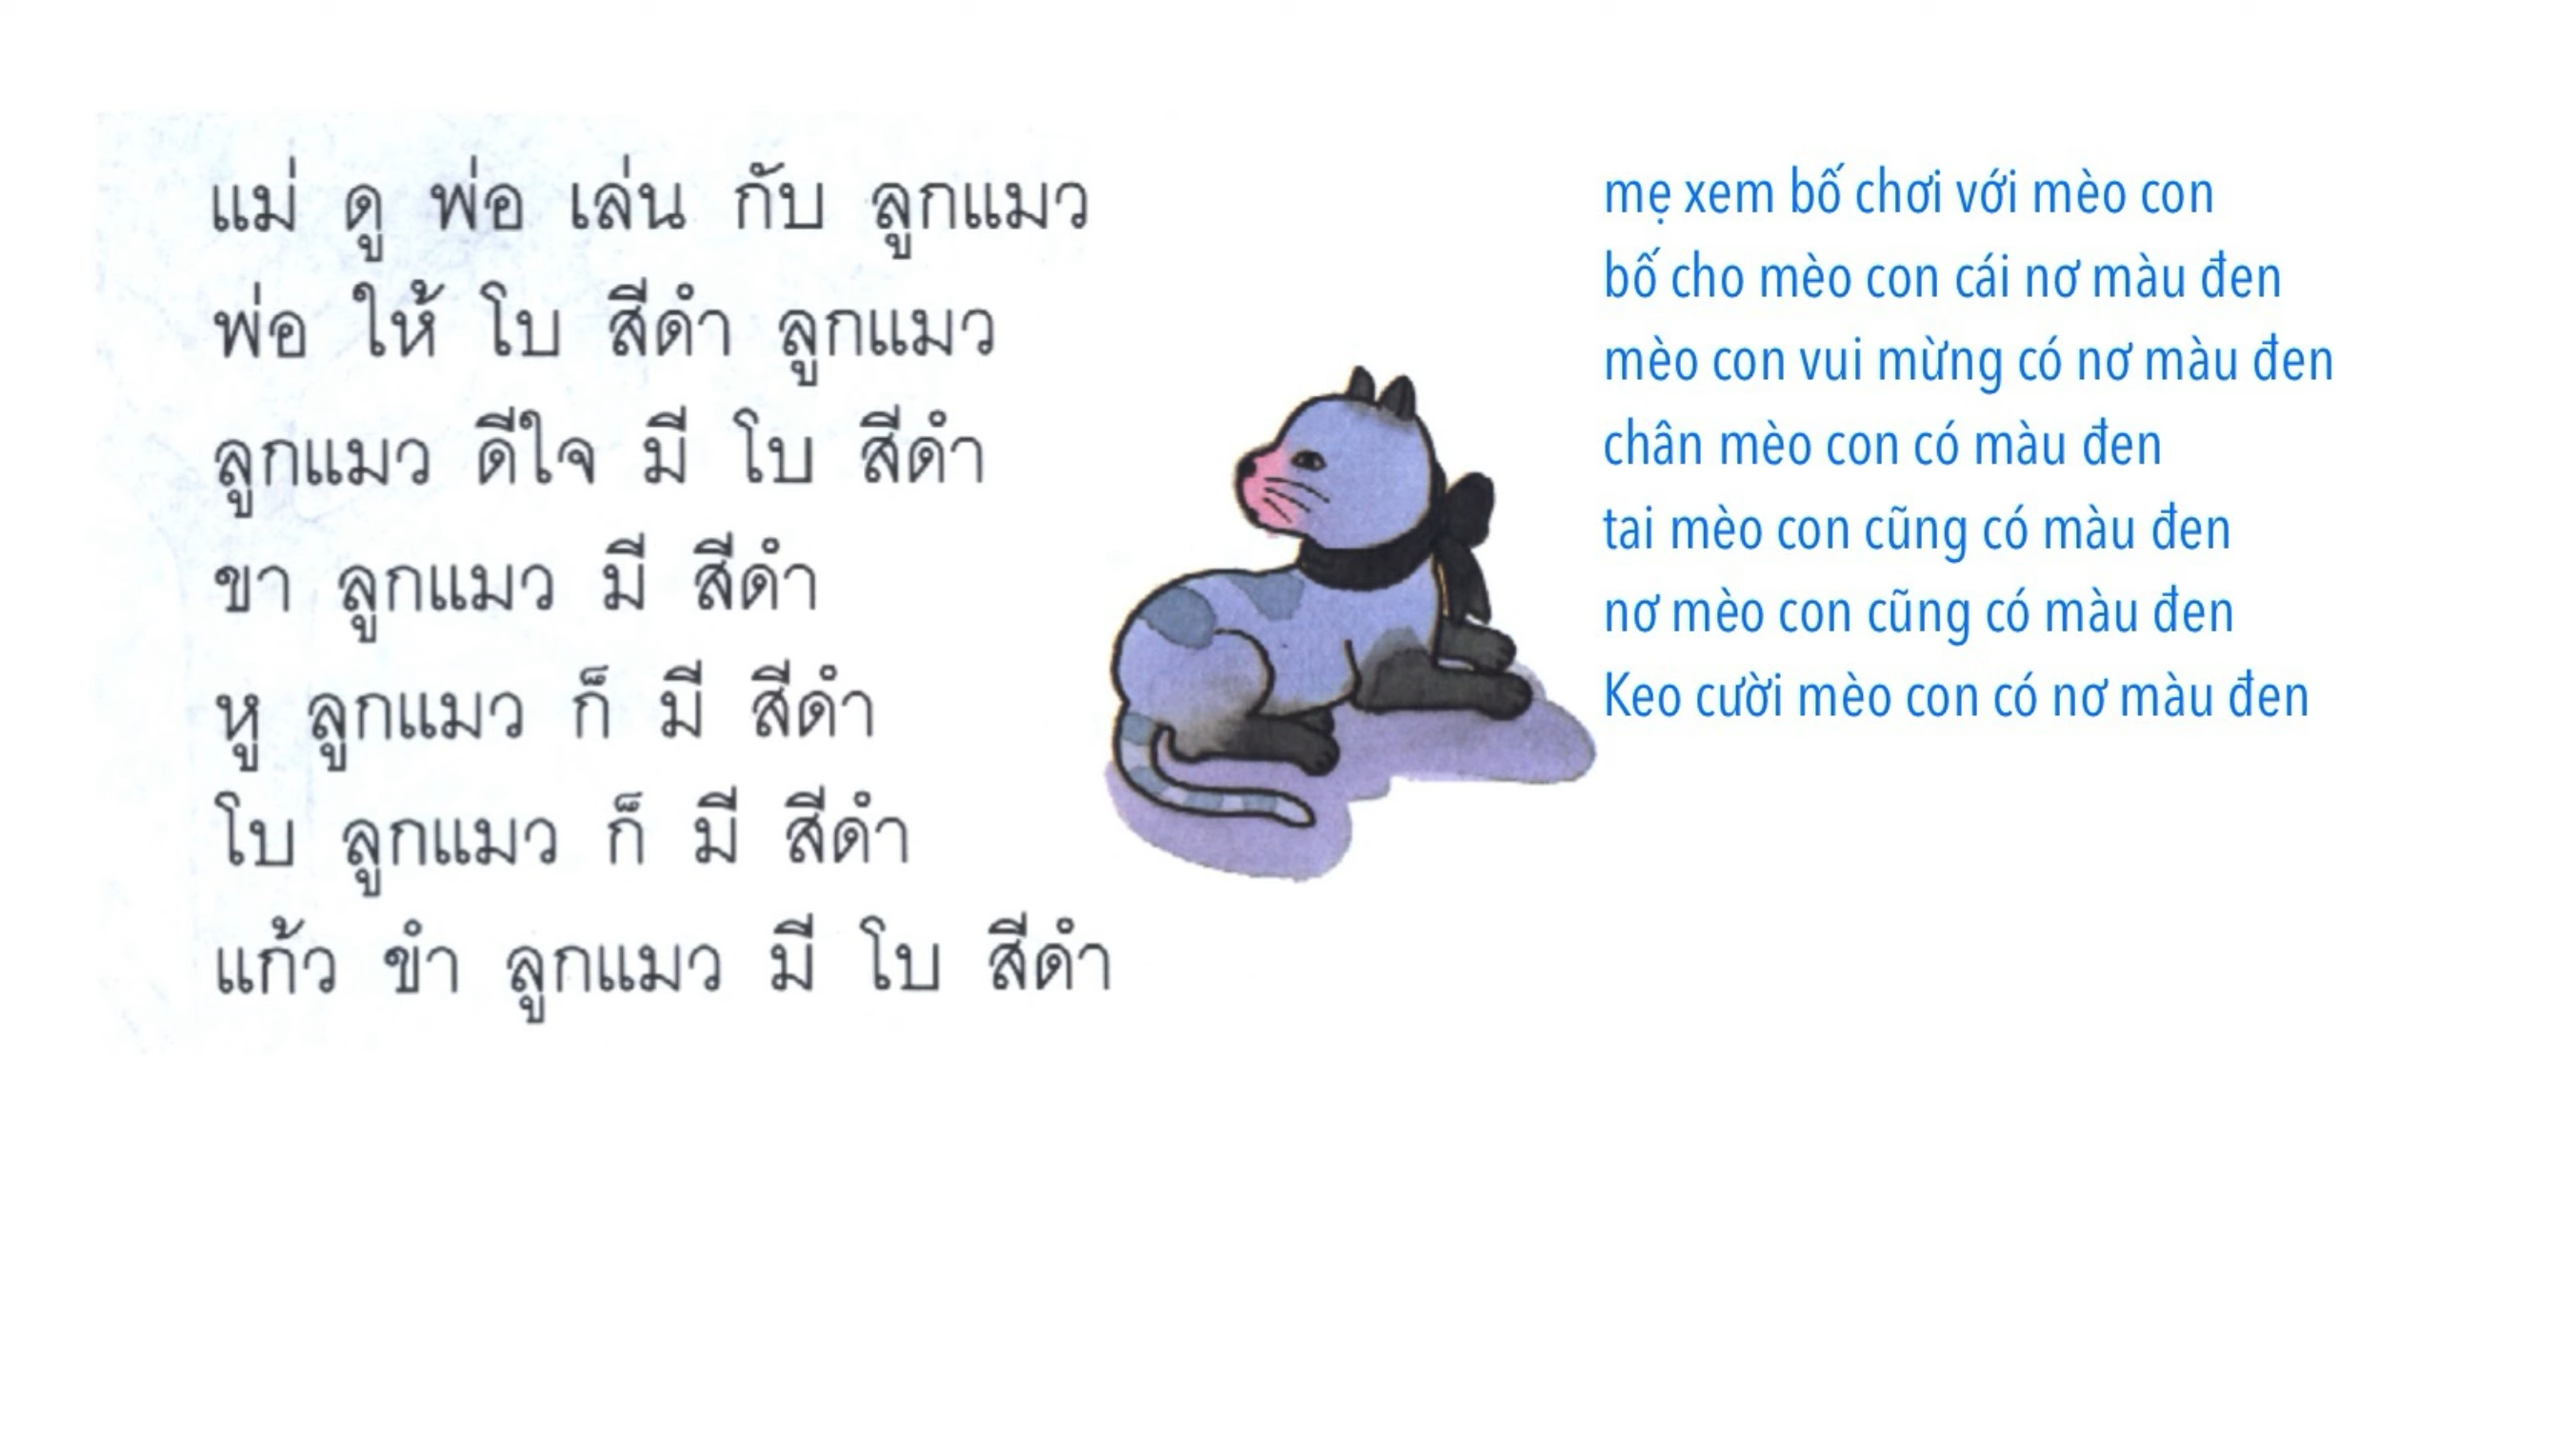 แม่ ดู พ่อ เล่น กับ ลูกแมว
พ่อ ให้ โบ สีดำ ลูกแมว
ลูกแมว ดีใจ มี โบ สีดำ
ขา ลูกแมว มี สีดำ
หู ลูกแมว ก็ มี สีดำ
โบ ลูกแมว ก็ มี สีดำ
แก้ว ขำ ลูกแมว มี โบ สีดำ
mẹ xem bố chơi với mèo con
bố cho mèo con cái nơ màu đen
mèo con vui mừng có nơ màu đen
chân mèo con có màu đen
tai mèo con cũng có màu đen
nơ mèo con cũng có màu đen
Keo cười mèo con có nơ màu đen